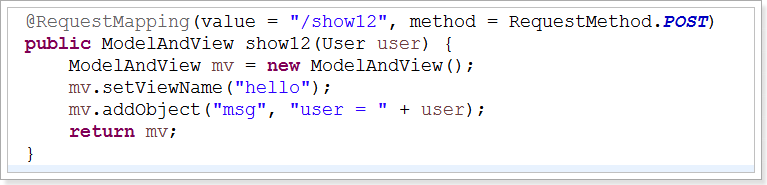 @RequestMapping(value = "/show12", method = RequestMethod.POST)
public ModelAndView show12(User user) {
    ModelAndView mv = new ModelAndView();
    mv.setViewName("hello");
    mv.addObject("msg", "user = " + user);
    return mv;
}